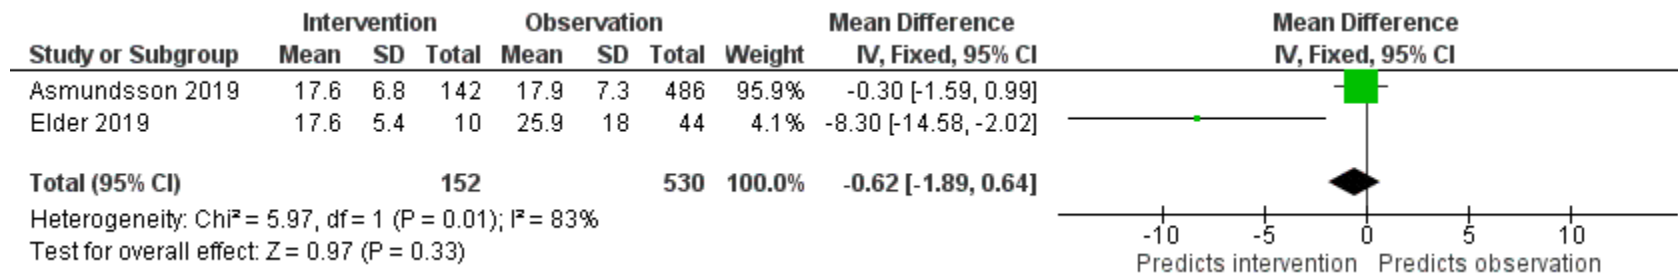 Intervention Observation Mean Difference Mean Difference
Study or Subgroup Mean SD Total Mean SD Total Weight IV, Fixed, 95% CI IV, Fixed, 95% CI
Asmundsson 2019 17.6 6.8 142 17.9 7.3 486 95.9% -0.30 [-1.59, 0.99]
Elder 2019 17.6 5.4 10 25.9 18 44 4.1% -8.30 [-14.58, -2.02]
Total (95% CI) 152 530 100.0% -0.62 [-1.89, 0.64]
Heterogeneity: Chi² = 5.97, df = 1 (P = 0.01); I² = 83%
Test for overall effect: Z = 0.97 (P = 0.33)
-10 -5 0 5 10
Predicts intervention Predicts observation